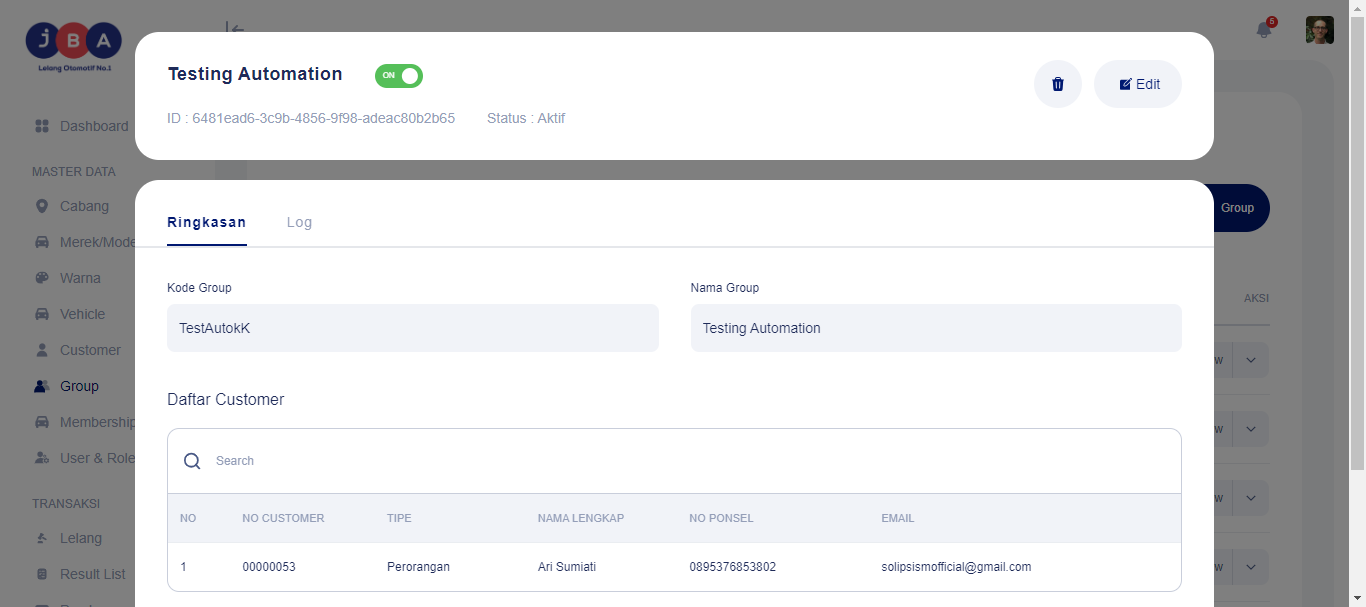 JBA
Lelang Otomotif No.1
5
Testing Automation
ON
Edit
ID : 6481ead6-3c9b-4856-9f98-adeac80b2b65
Status : Aktif
Dashboard
MASTER DATA
Cabang
Merek/Mode
Warna
Vehicle
Customer
Group
Membership
User & Role
TRANSAKSI
Lelang
Result List
Group
AKSI
w
w
w
w
Ringkasan
Log
Kode Group
Nama Group
TestAutokK
Testing Automation
Daftar Customer
Search
NO NO CUSTOMER TIPE NAMA LENGKAP NO PONSEL EMAIL
1 00000053 Perorangan Ari Sumiati 0895376853802 solipsismofficial@gmail.com